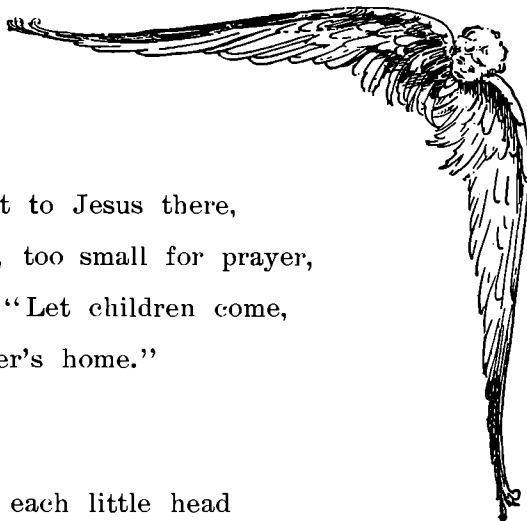 t to Jesus there,
, too small for prayer,
“Let children come,
er’s home.”
each little head